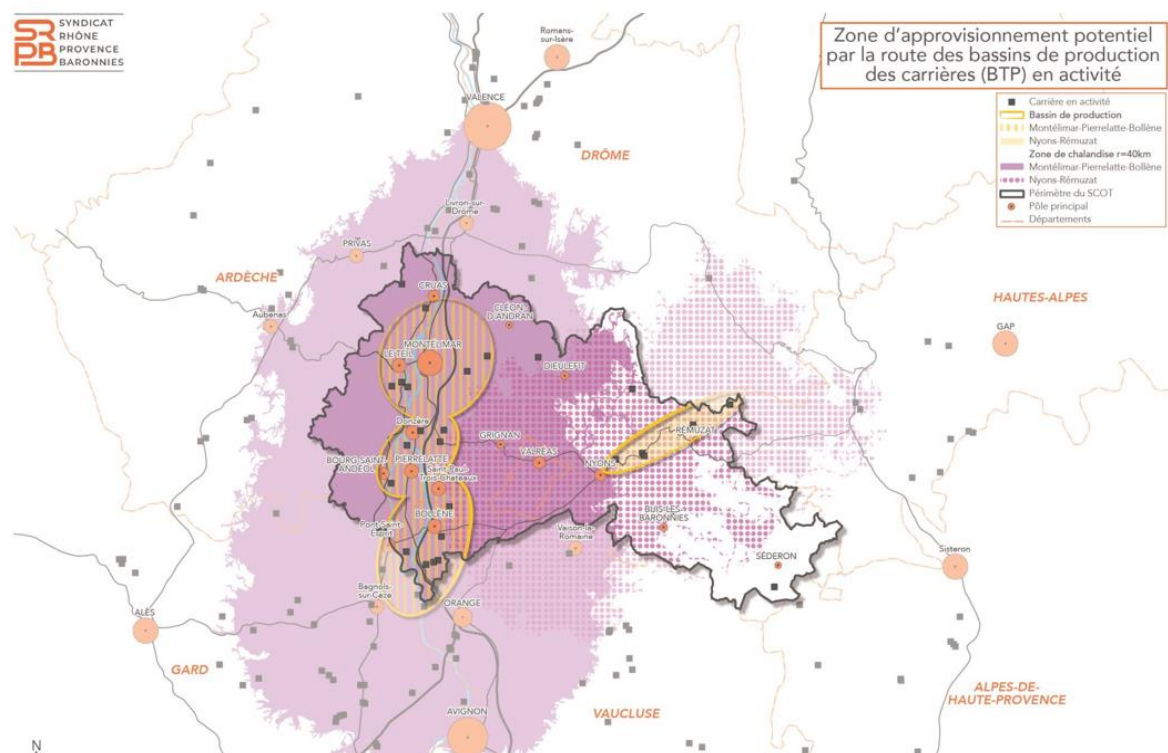 SRPB
SYNDICAT
RHÔNE
PROVENCE
BARONNIES
Zone d'approvisionnement potentiel
par la route des bassins de production
des carrières (BTP) en activité
Carrière en activité
Bassin de production
Montélimar-Pierrelatte-Bollène
Nyons-Rémuzat
Zone de chalandise r=40km
Montélimar-Pierrelatte-Bollène
Nyons-Rémuzat
Périmètre du SCOT
Pôle principal
Départements
Romans-
sur-Isère
VALENCE
DRÔME
Livron-sur-
Drôme
PRIVAS
ARDÈCHE
CRUAS
HAUTES-ALPES
Aubenas
CLÉON-
D'ANDRAN
GAP
MONTÉLIMAR
LE TEIL
DIEULEFIT
Donzère
GRIGNAN
RÉMUZAT
VALRÉAS
BOURG-SAINT-
ANDÉOL
PIERRELATTE
Saint-Paul-
Trois-Châteaux
NYONS
BOLLÈNE
BUIS-LES-
BARONNIES
Pont-Saint-
Esprit
Vaison-la-
Romaine
SÉDERON
Sisteron
Bagnols-
sur-Cèze
ORANGE
ALÈS
GARD
ALPES-DE-
HAUTE-PROVENCE
AVIGNON
VAUCLUSE
N